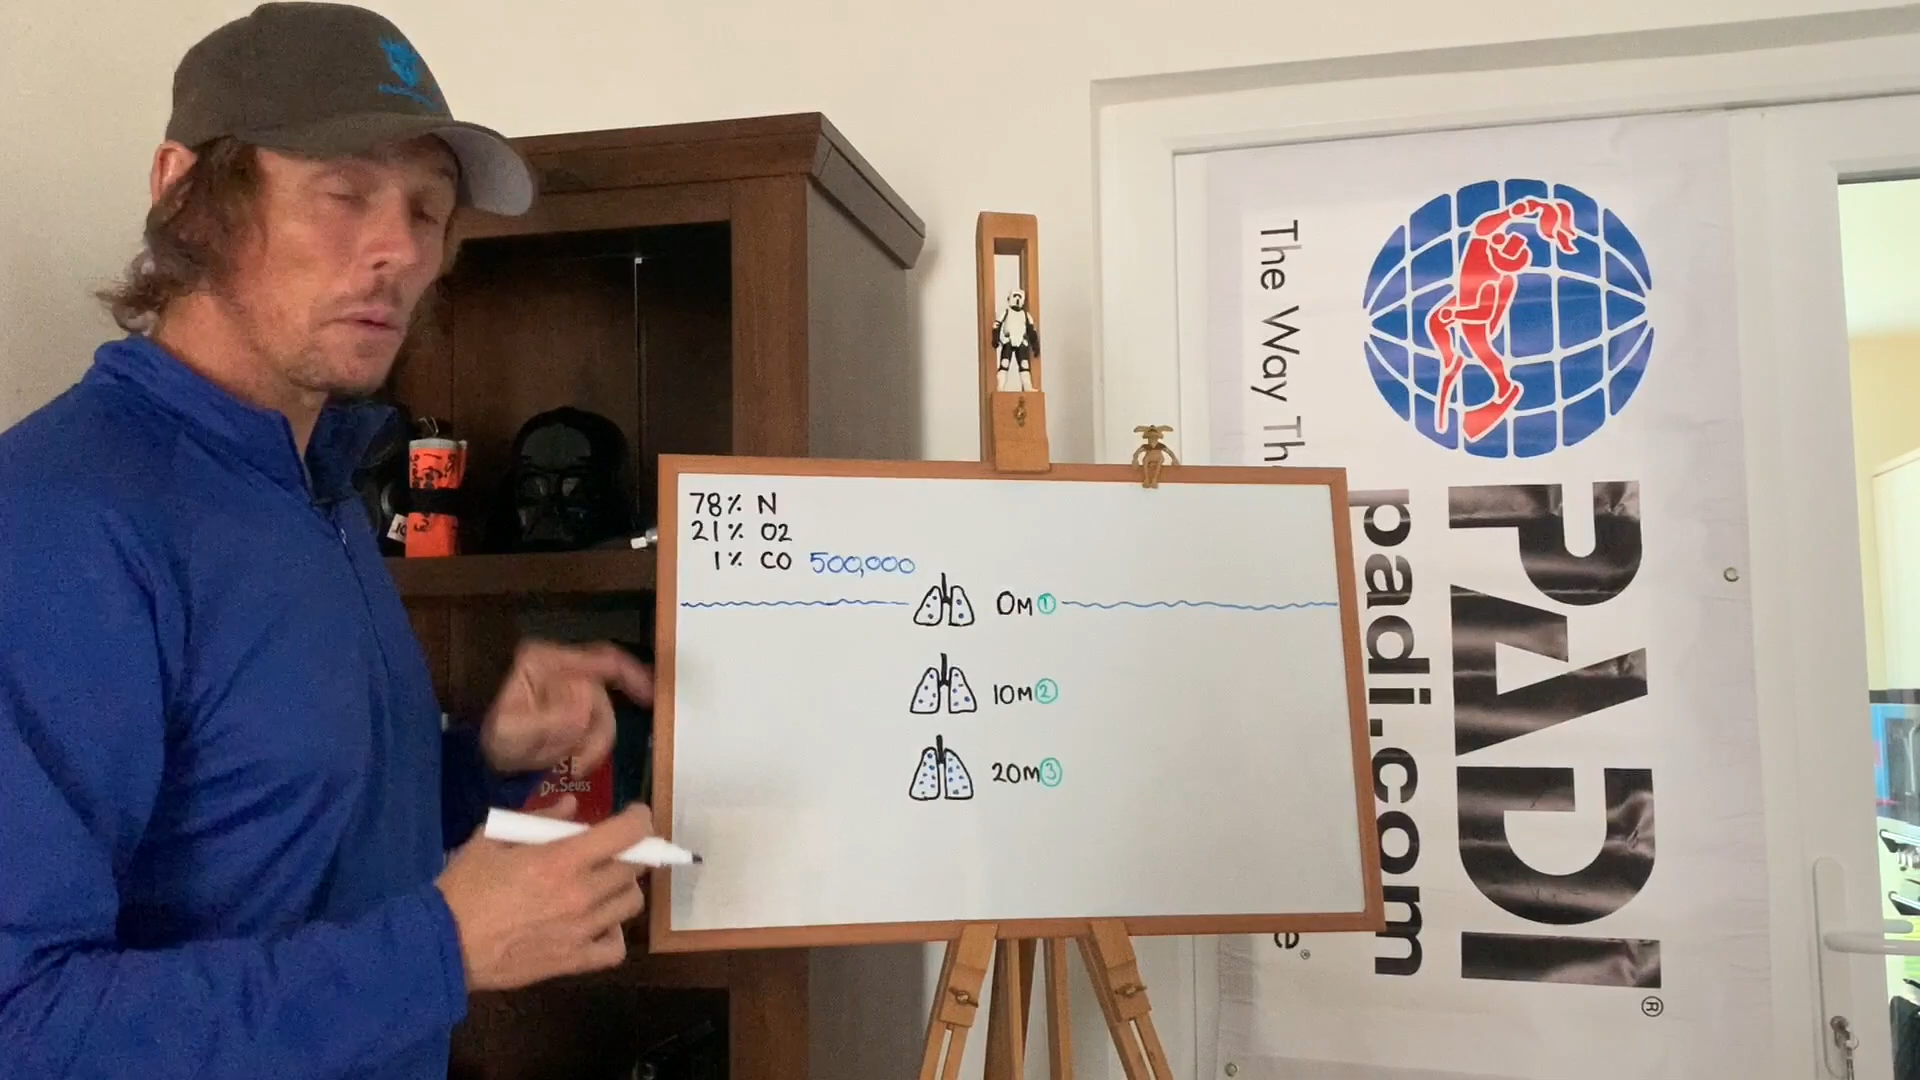 78% N
21% O2
1% CO 500,000
0M ①
10M ②
20M ③
The Way Th
e®
padi.com
PADI®
Dr. Seuss